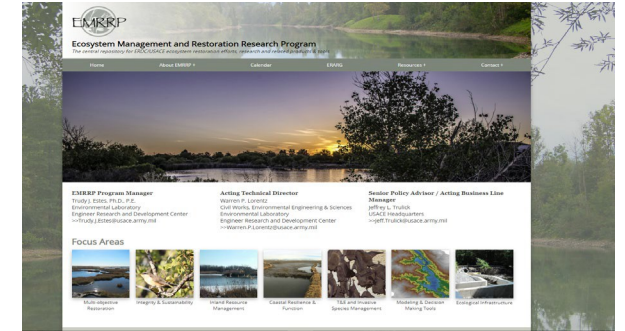 EMRRP
Ecosystem Management and Restoration Research Program
The central repository for ERDC/USACE ecosystem restoration efforts, research and related products &
Home About EMRRP Calendar ERARG Resources Contact
EMRRP Program Manager
Trudy J. Estes, Ph.D., P.E.
Environmental Laboratory
Engineer Research and Development Center
>>Trudy.J.Estes@usace.army.mil
Acting Technical Director
Warren P. Lorentz
Civil Works, Environmental Engineering & Sciences
Environmental Laboratory
Engineer Research and Development Center
>>Warren.P.Lorentz@usace.army.mil
Senior Policy Advisor / Acting Business Line
Manager
Jeffrey L. Trulick
USACE Headquarters
>>Jeff.Trulick@usace.army.mil
Focus Areas
Multi-objective
Restoration
Integrity & Sustainability
Inland Resource
Management
Coastal Resilience &
Function
T&E and Invasive
Species Management
Modeling & Decision
Making Tools
Ecological Infrastructure